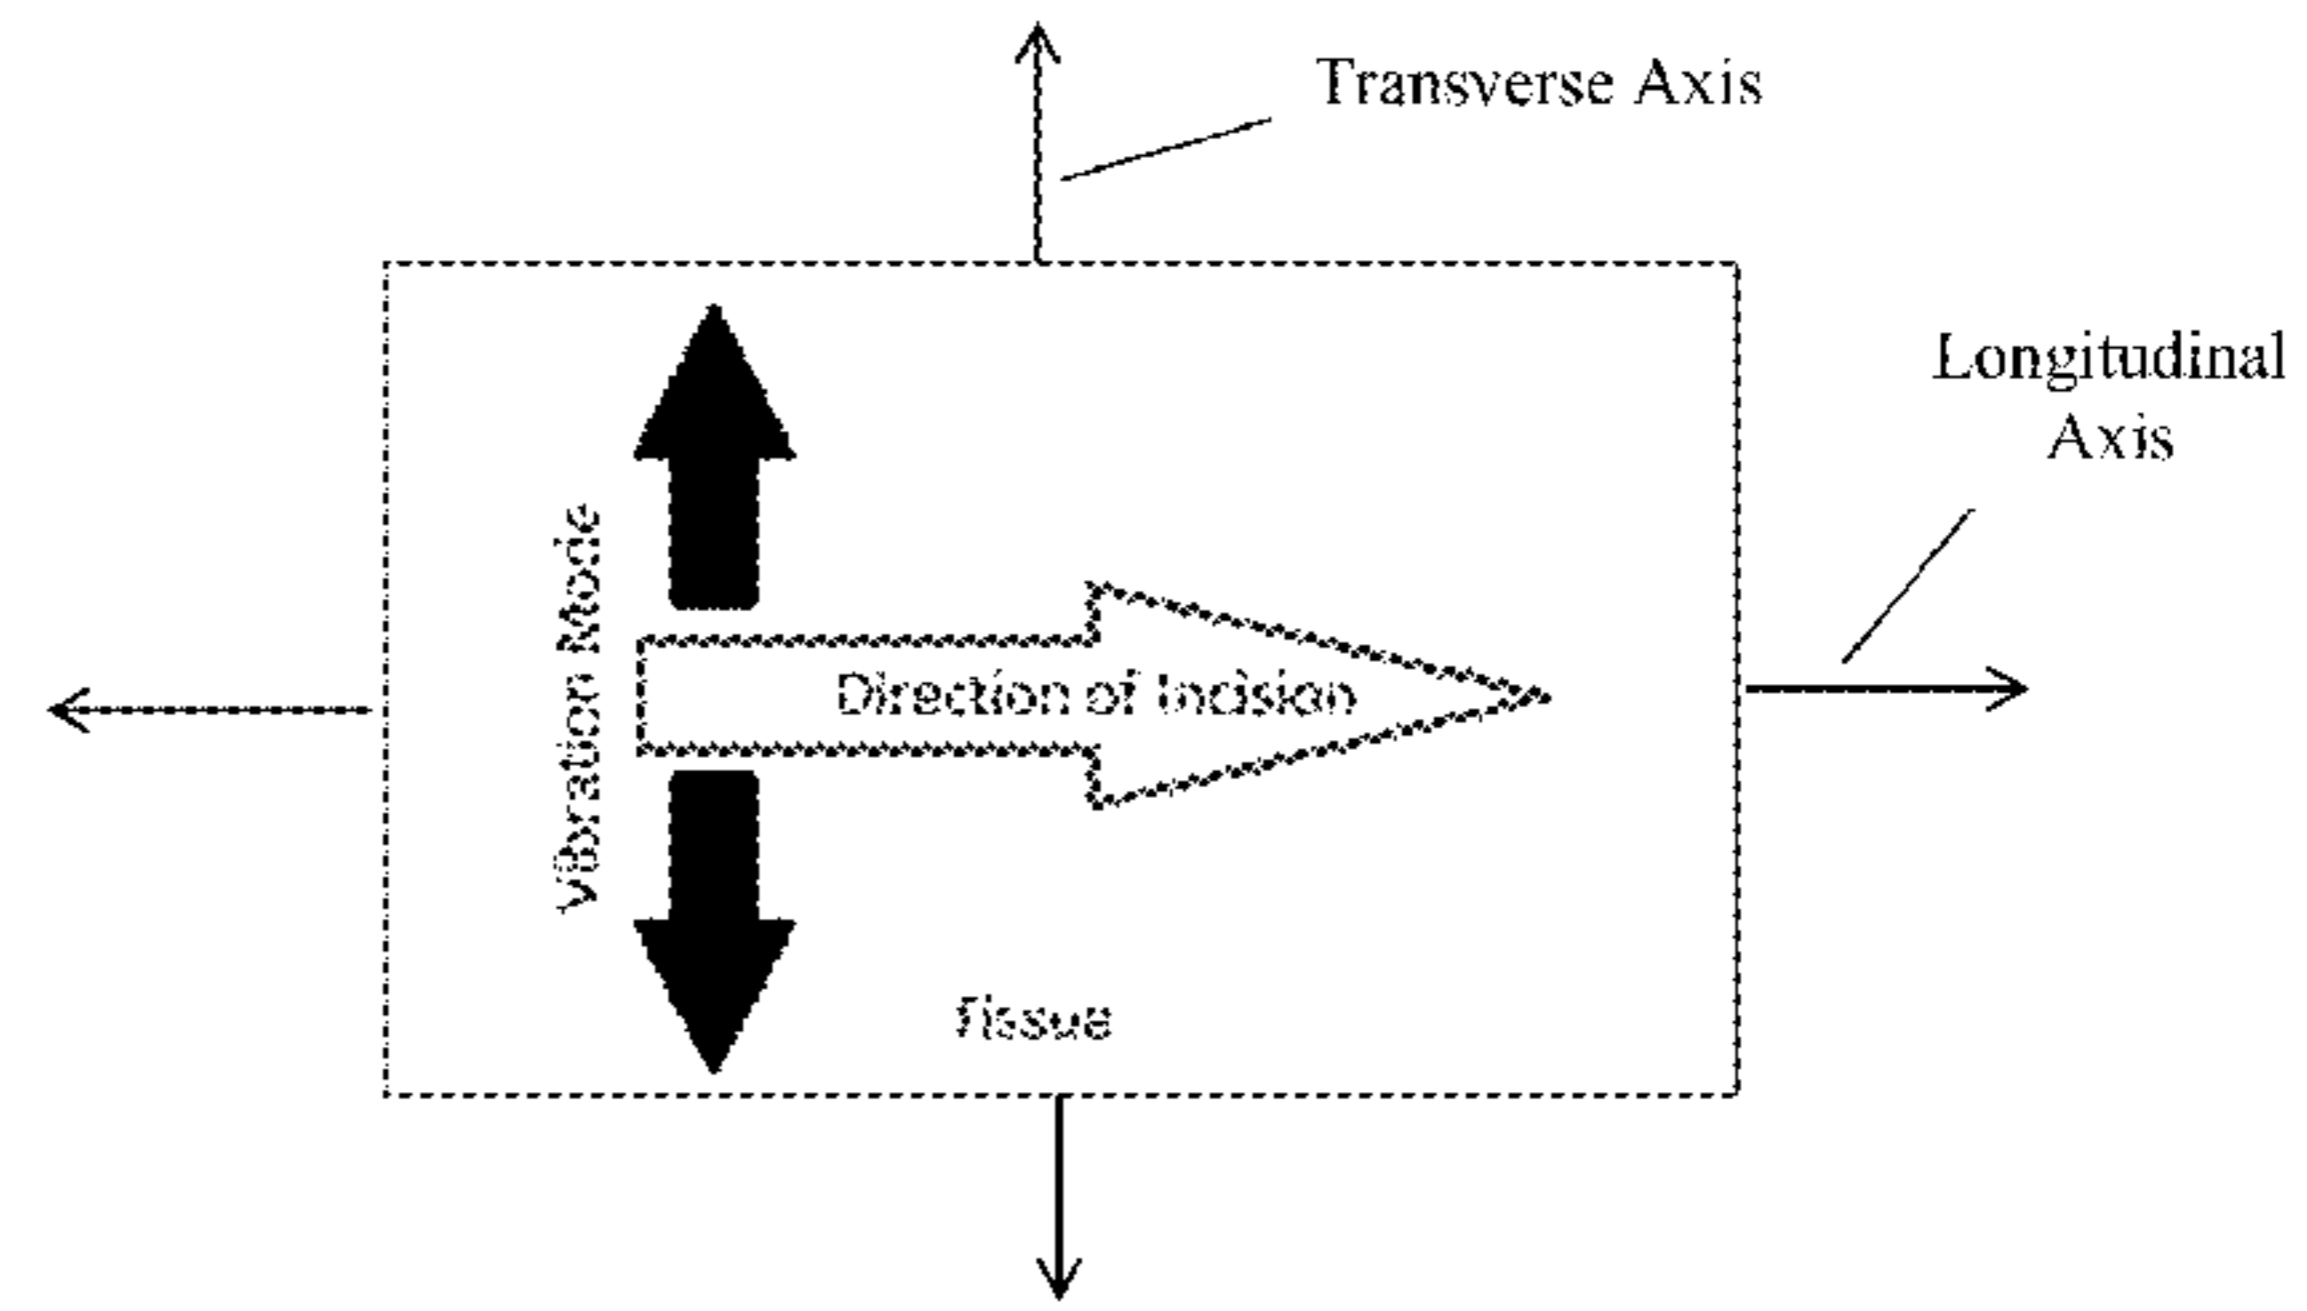 Transverse Axis
Longitudinal
Axis
Vibration Mode
Direction of Incision
Tissue